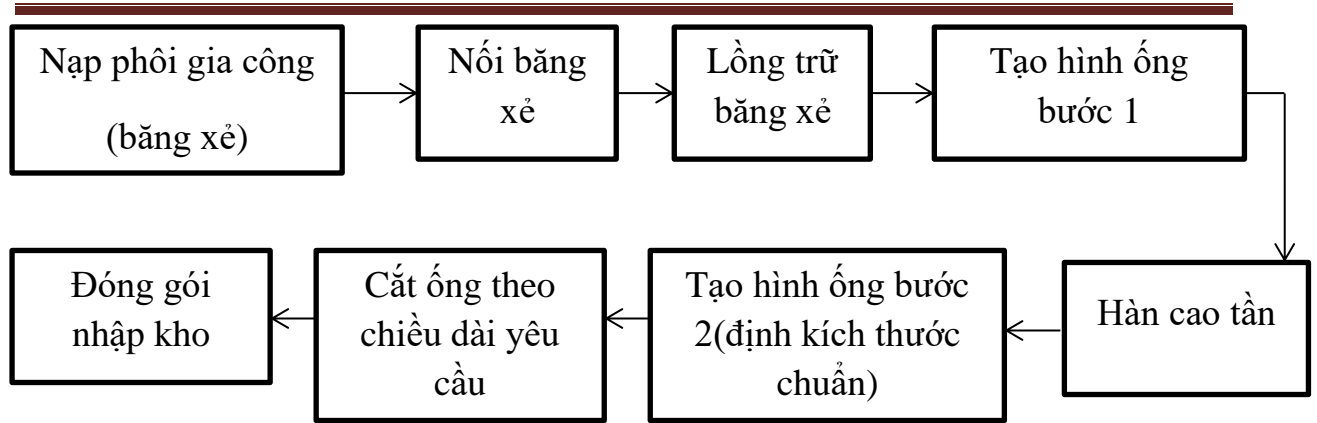 Nạp phôi gia công
(băng xẻ)
Nối băng
xẻ
Lồng trữ
băng xẻ
Tạo hình ống
bước 1
Hàn cao tần
Tạo hình ống bước
2(định kích thước
chuẩn)
Cắt ống theo
chiều dài yêu
cầu
Đóng gói
nhập kho